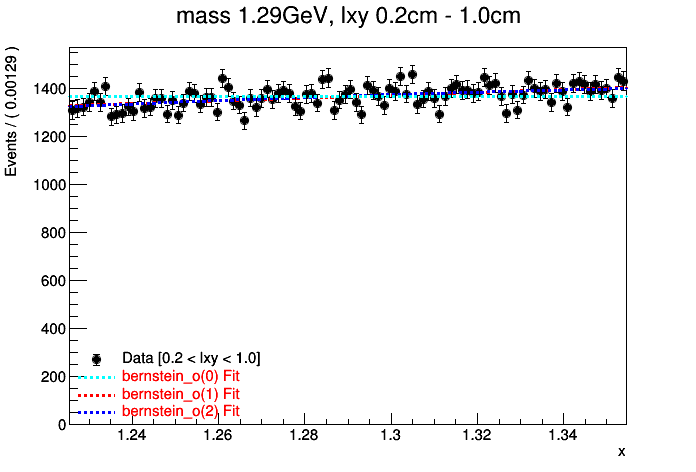 mass 1.29GeV, lxy 0.2cm - 1.0cm
Events / ( 0.00129 )
1400
1200
1000
800
600
400
200
0
Data [0.2 < lxy < 1.0]
bernstein_o(0) Fit
bernstein_o(1) Fit
bernstein_o(2) Fit
1.24 1.26 1.28 1.3 1.32 1.34
x